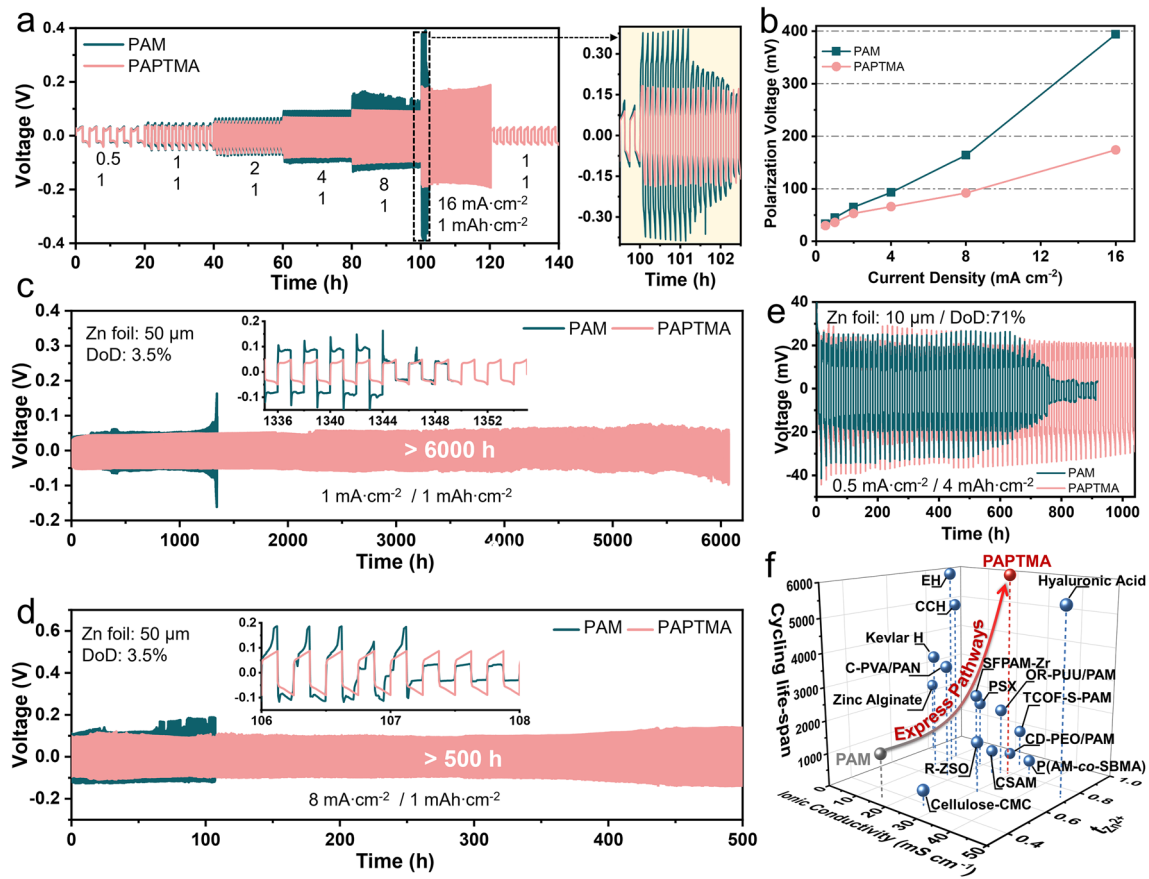 a
PAM
PAPTMA
Voltage (V)
0.4
0.2
0.0
-0.2
-0.4
0.5
1
1
1
2
1
4
1
8
1
16 mA·cm-2
1 mAh·cm-2
1
1
0 20 40 60 80 100 120 140
Time (h)
0.30
0.15
0.00
-0.15
-0.30
100 101 102
Time (h)
b
PAM
PAPTMA
Polarization Voltage (mV)
400
300
200
100
0
0 4 8 12 16
Current Density (mA cm-2)
c
Zn foil: 50 µm
DoD: 3.5%
PAM PAPTMA
Voltage (V)
0.4
0.3
0.2
0.1
0.0
-0.1
-0.2
0.2
0.1
0.0
-0.1
1336 1340 1344 1348 1352
> 6000 h
1 mA·cm-2 / 1 mAh·cm-2
0 1000 2000 3000 4000 5000 6000
Time (h)
d
Zn foil: 50 µm
DoD: 3.5%
PAM PAPTMA
Voltage (V)
0.6
0.4
0.2
0.0
-0.2
0.2
0.1
0.0
-0.1
106 107 108
> 500 h
8 mA·cm-2 / 1 mAh·cm-2
0 100 200 300 400 500
Time (h)
e
Zn foil: 10 µm / DoD:71%
Voltage (mV)
40
20
0
-20
-40
PAM
PAPTMA
0.5 mA·cm-2 / 4 mAh·cm-2
0 200 400 600 800 1000
Time (h)
f
Cycling life-span
6000
5000
4000
3000
2000
1000
0
PAPTMA
EH
Hyaluronic Acid
CCH
Kevlar H
C-PVA/PAN
Zinc Alginate
SFPAM-Zr
OR-PUU/PAM
PSX
TCOF-S-PAM
Express Pathways
PAM
CD-PEO/PAM
R-ZSO
CSAM
P(AM-co-SBMA)
Cellulose-CMC
0 10 20 30 40 50
Ionic Conductivity (mS cm-1)
0.4 0.6 0.8 1.0
tZn2+